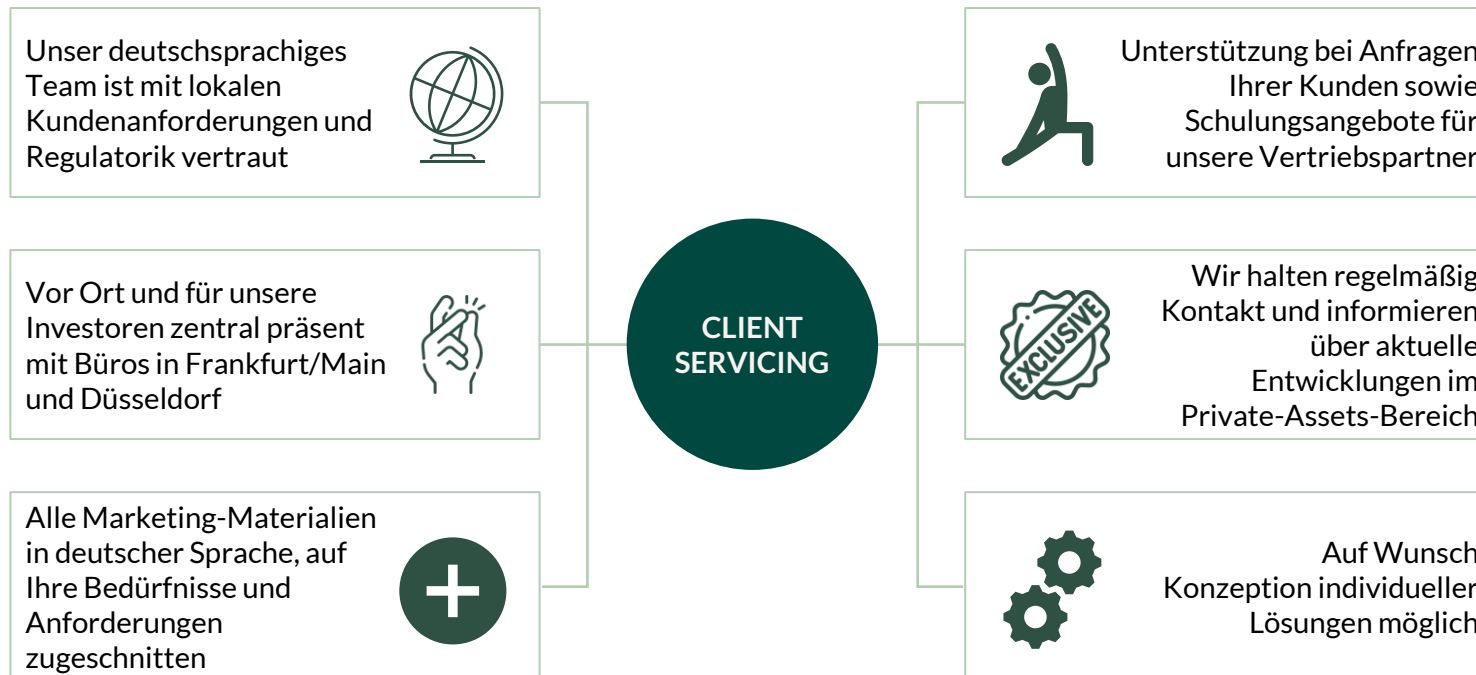 Unser deutschsprachiges
Team ist mit lokalen
Kundenanforderungen und
Regulatorik vertraut
Vor Ort und für unsere
Investoren zentral präsent
mit Büros in Frankfurt/Main
und Düsseldorf
Alle Marketing-Materialien
in deutscher Sprache, auf
Ihre Bedürfnisse und
Anforderungen
zugeschnitten
CLIENT
SERVICING
Unterstützung bei Anfragen
Ihrer Kunden sowie
Schulungsangebote für
unsere Vertriebspartner
EXCLUSIVE
Wir halten regelmäßig
Kontakt und informieren
über aktuelle
Entwicklungen im
Private-Assets-Bereich
Auf Wunsch
Konzeption individueller
Lösungen möglich